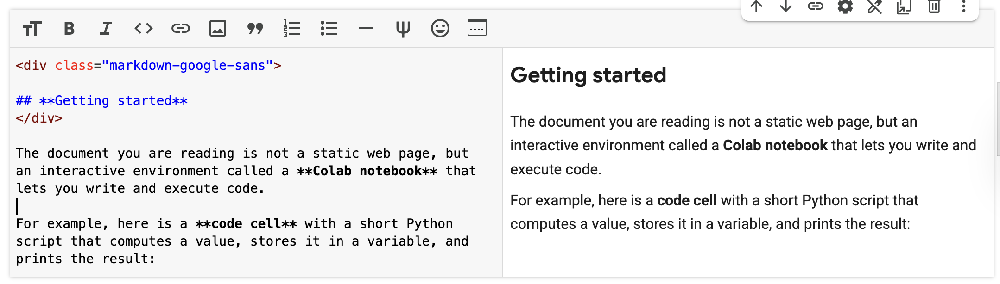 <div class="markdown-google-sans">
## **Getting started**
</div>
The document you are reading is not a static web page, but
an interactive environment called a **Colab notebook** that
lets you write and execute code.
For example, here is a **code cell** with a short Python
script that computes a value, stores it in a variable, and
prints the result:
Getting started
The document you are reading is not a static web page, but an
interactive environment called a Colab notebook that lets you write and
execute code.
For example, here is a code cell with a short Python script that
computes a value, stores it in a variable, and prints the result: